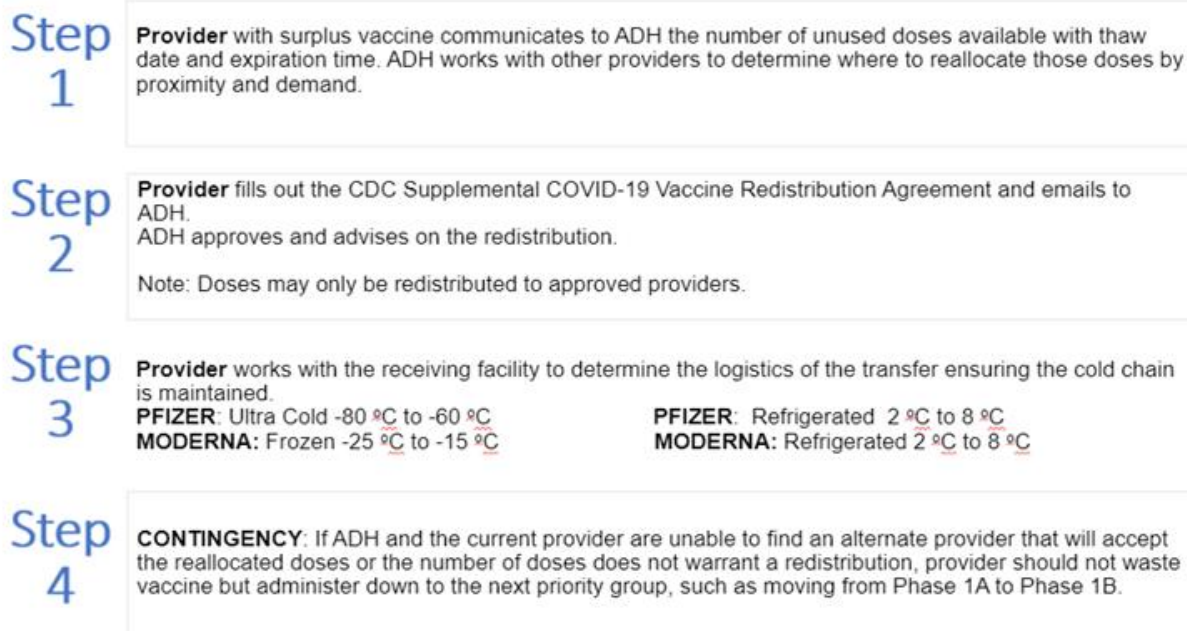 Step
1
Provider with surplus vaccine communicates to ADH the number of unused doses available with thaw
date and expiration time. ADH works with other providers to determine where to reallocate those doses by
proximity and demand.
Step
2
Provider fills out the CDC Supplemental COVID-19 Vaccine Redistribution Agreement and emails to
ADH.
ADH approves and advises on the redistribution.
Note: Doses may only be redistributed to approved providers.
Step
3
Provider works with the receiving facility to determine the logistics of the transfer ensuring the cold chain
is maintained.
PFIZER: Ultra Cold -80 ºC to -60 ºC PFIZER: Refrigerated 2 ºC to 8 ºC
MODERNA: Frozen -25 ºC to -15 ºC MODERNA: Refrigerated 2 ºC to 8 ºC
Step
4
CONTINGENCY: If ADH and the current provider are unable to find an alternate provider that will accept
the reallocated doses or the number of doses does not warrant a redistribution, provider should not waste
vaccine but administer down to the next priority group, such as moving from Phase 1A to Phase 1B.